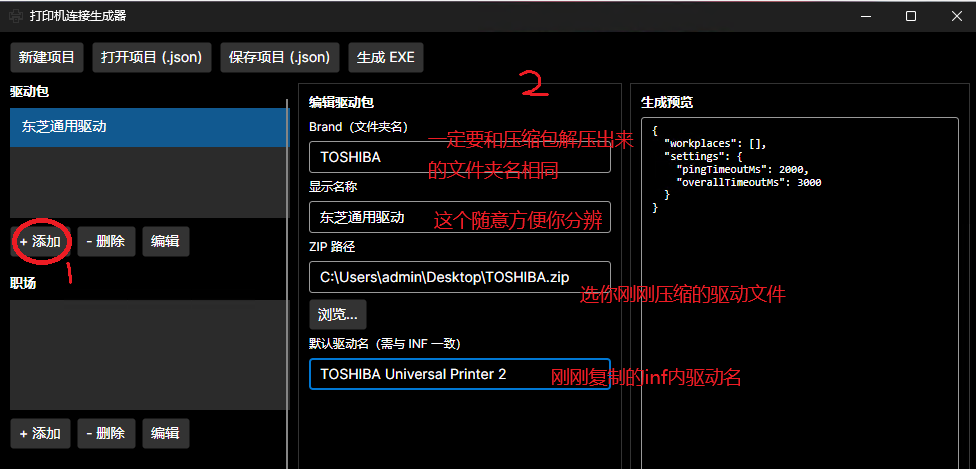 打印机连接生成器
新建项目
打开项目 (.json)
保存项目 (.json)
生成 EXE
驱动包
东芝通用驱动
+ 添加
- 删除
编辑
1
职场
+ 添加
- 删除
编辑
2
编辑驱动包
Brand（文件夹名）
TOSHIBA
一定要和压缩包解压出来
的文件夹名相同
显示名称
东芝通用驱动
这个随意方便你分辨
ZIP 路径
C:\Users\admin\Desktop\TOSHIBA.zip
选你刚刚压缩的驱动文件
浏览...
默认驱动名（需与 INF 一致）
TOSHIBA Universal Printer 2
刚刚复制的inf内驱动名
生成预览
{
"workplaces": [],
"settings": {
"pingTimeoutMs": 2000,
"overallTimeoutMs": 3000
}
}